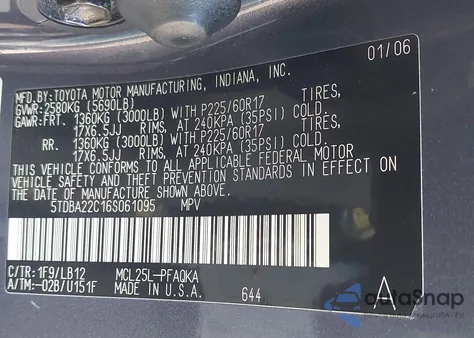 01/06
MFD.BY:TOYOTA MOTOR MANUFACTURING, INDIANA, INC.
GVWR:2580KG (5690LB)
GAWR:FRT. 1360KG (3000LB) WITH P225/60R17 TIRES,
17X6.5JJ RIMS, AT 240KPA (35PSI) COLD.
RR. 1360KG (3000LB) WITH P225/60R17 TIRES,
17X6.5JJ RIMS, AT 240KPA (35PSI) COLD.
THIS VEHICLE CONFORMS TO ALL APPLICABLE FEDERAL MOTOR
VEHICLE SAFETY AND THEFT PREVENTION STANDARDS IN EFFECT ON
THE DATE OF MANUFACTURE SHOWN ABOVE.
5TDBA22C16S061095 MPV
C/TR:1F9/LB12 MCL25L-PFAQKA
A/TM:-02B/U151F MADE IN U.S.A. 644 A